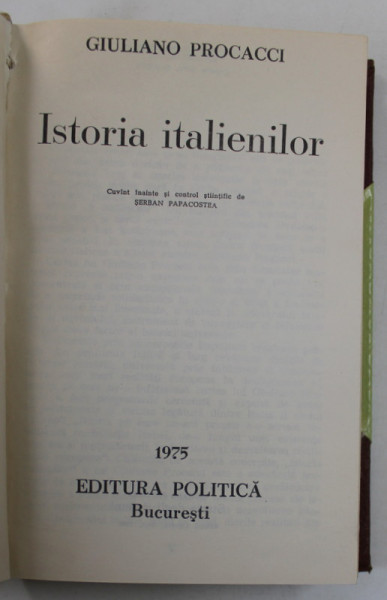 GIULIANO PROCACCI
Istoria italienilor
Cuvînt înainte și control științific de
ȘERBAN PAPACOSTEA
1975
EDITURA POLITICĂ
București